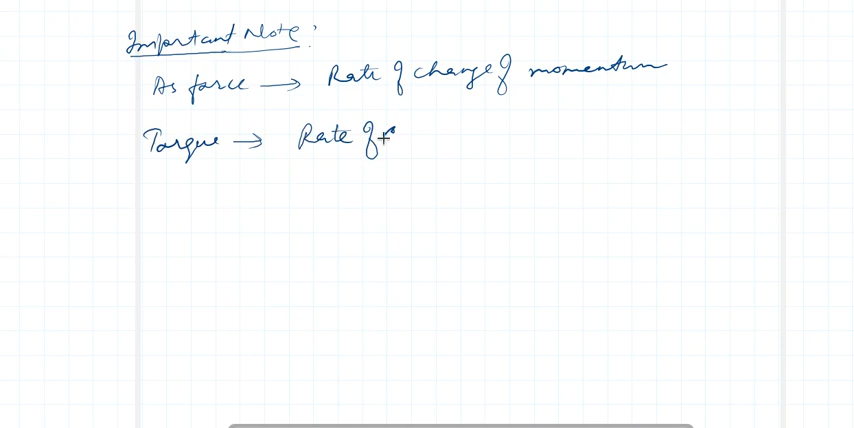 Important Note:
As force → Rate of change of momentum
Torque → Rate of